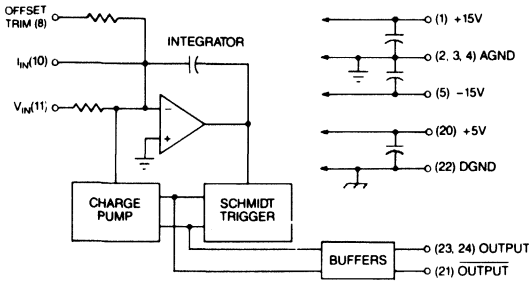 OFFSET
TRIM (8)
INTEGRATOR
I_IN(10)
V_IN(11)
−
+
CHARGE
PUMP
SCHMIDT
TRIGGER
BUFFERS
(1) +15V
(2, 3, 4) AGND
(5) −15V
(20) +5V
(22) DGND
(23, 24) OUTPUT
(21) OUTPUT